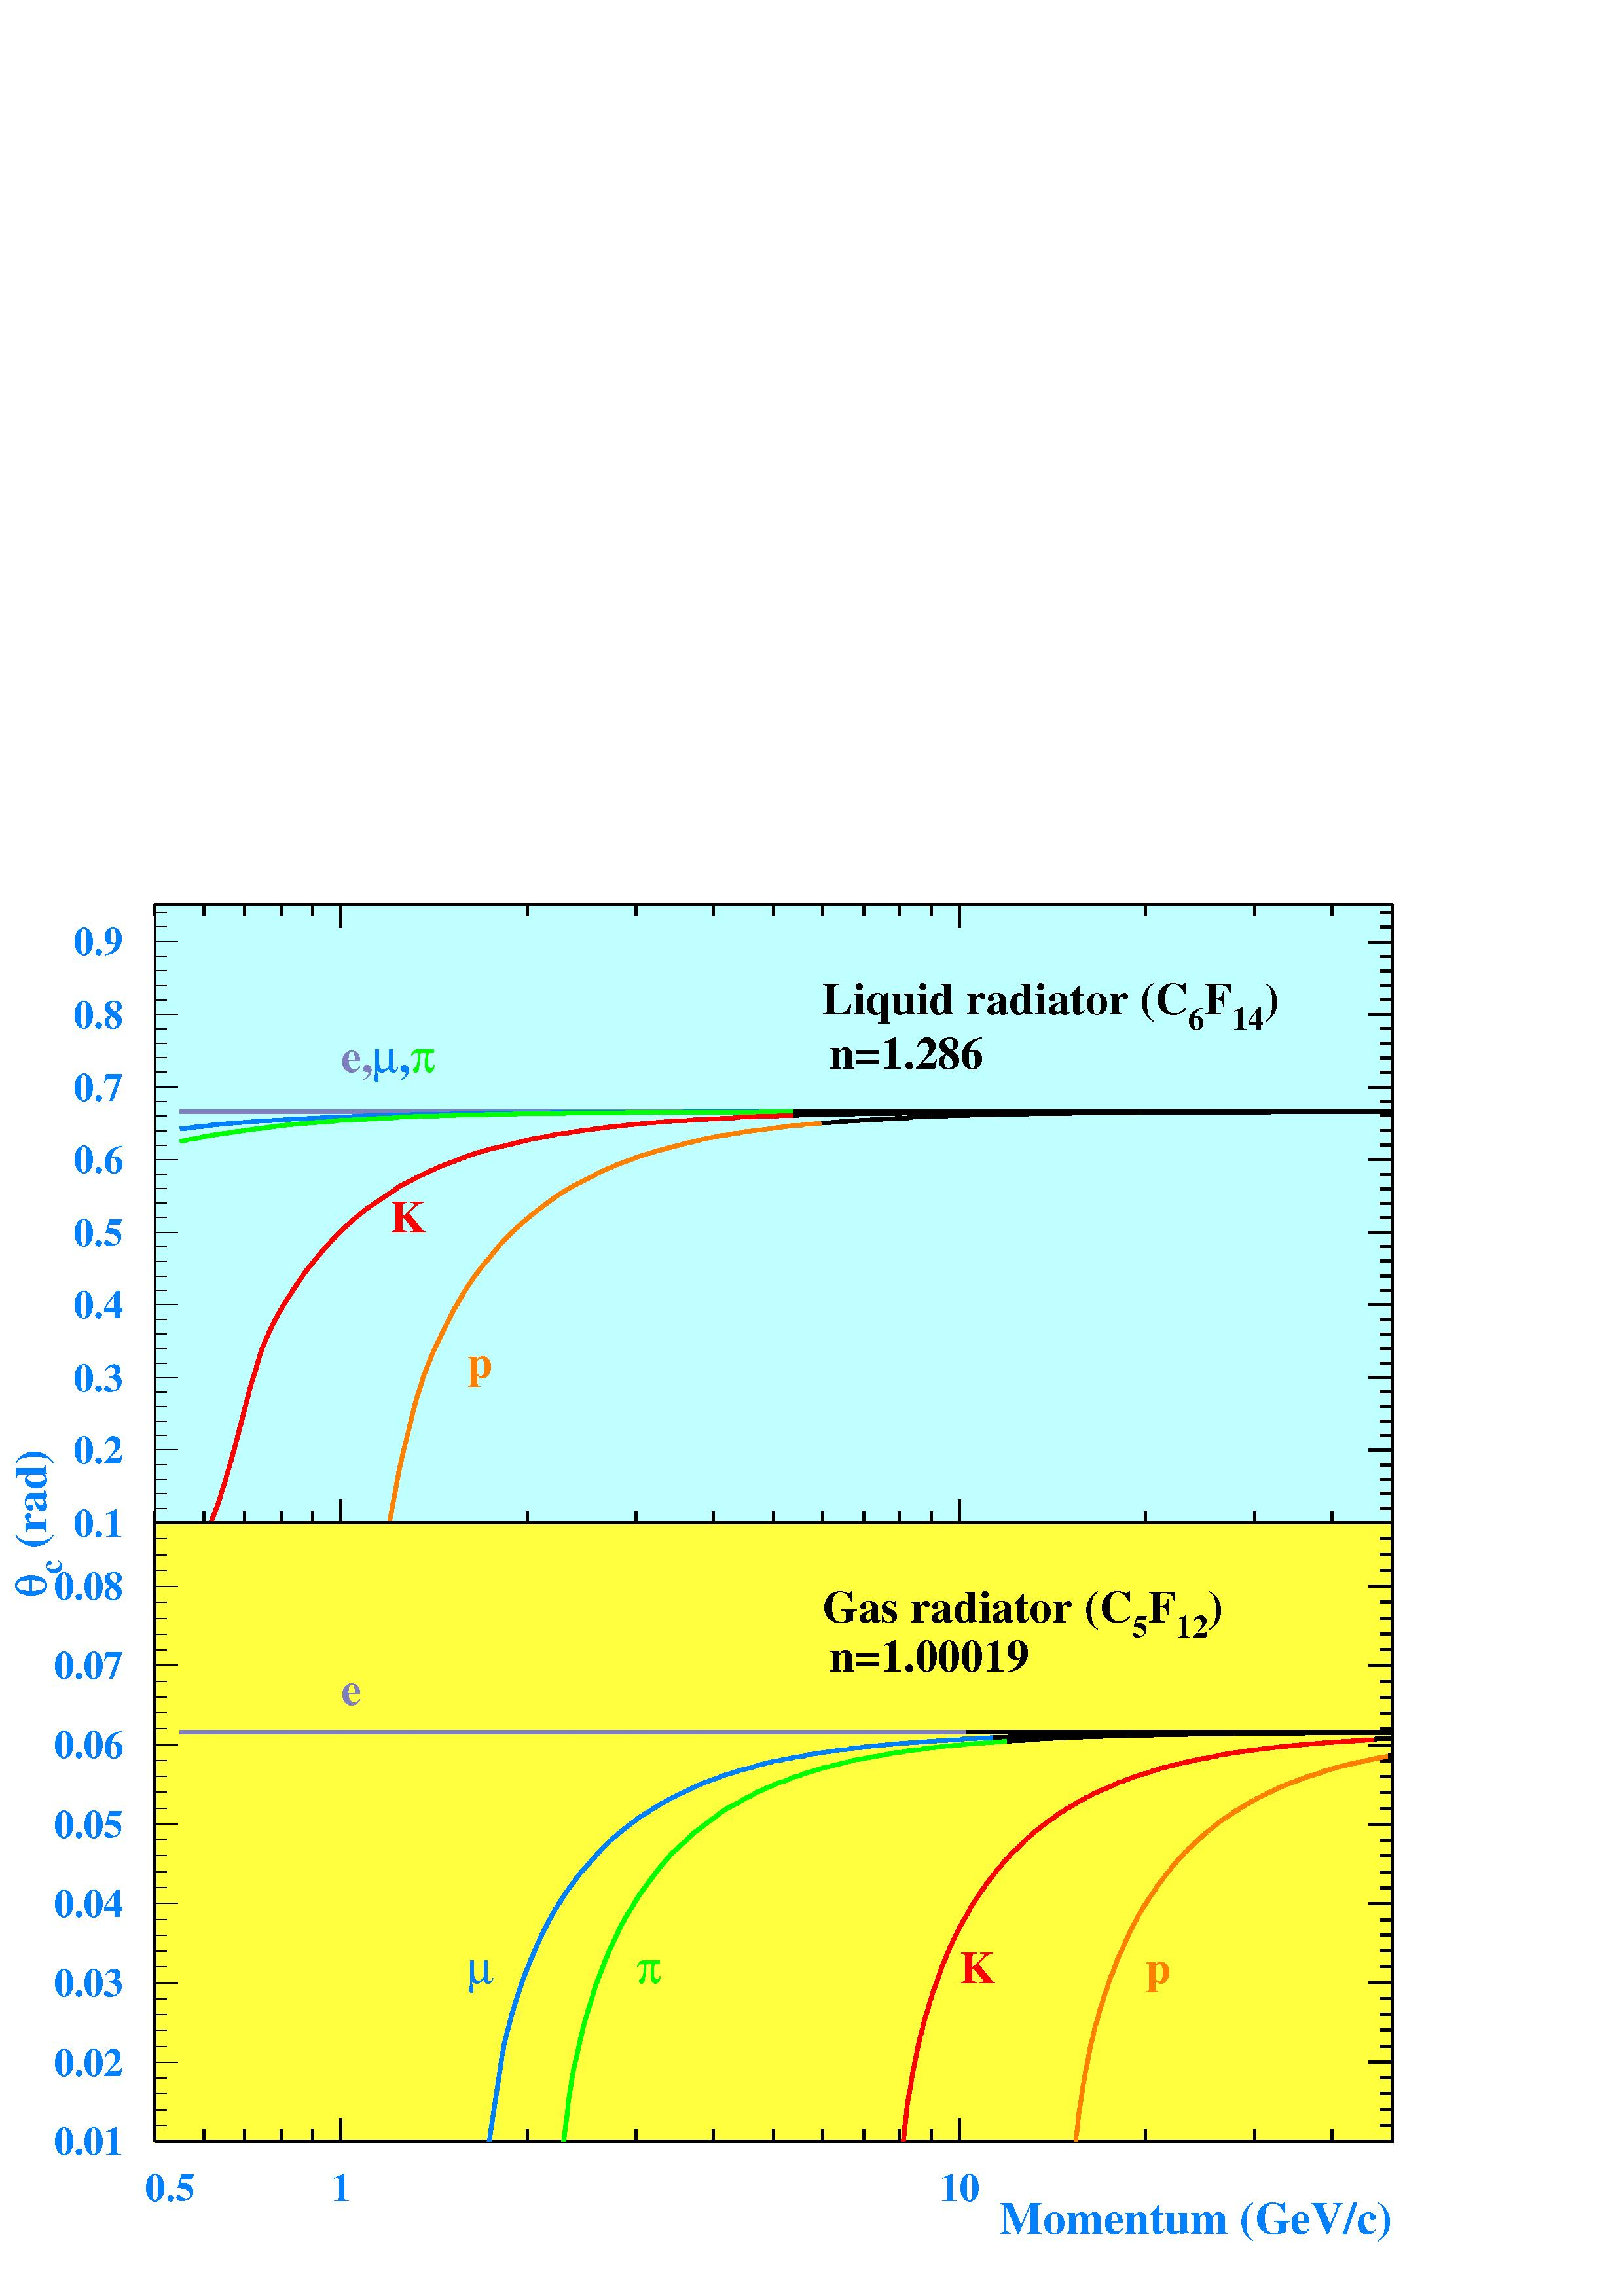 0.9
0.8
0.7
0.6
0.5
0.4
0.3
0.2
0.1
Liquid radiator (C6F14)
n=1.286
e,μ,π
K
p
θc (rad)
0.08
0.07
0.06
0.05
0.04
0.03
0.02
0.01
Gas radiator (C5F12)
n=1.00019
e
μ
π
K
p
0.5 1 10
Momentum (GeV/c)